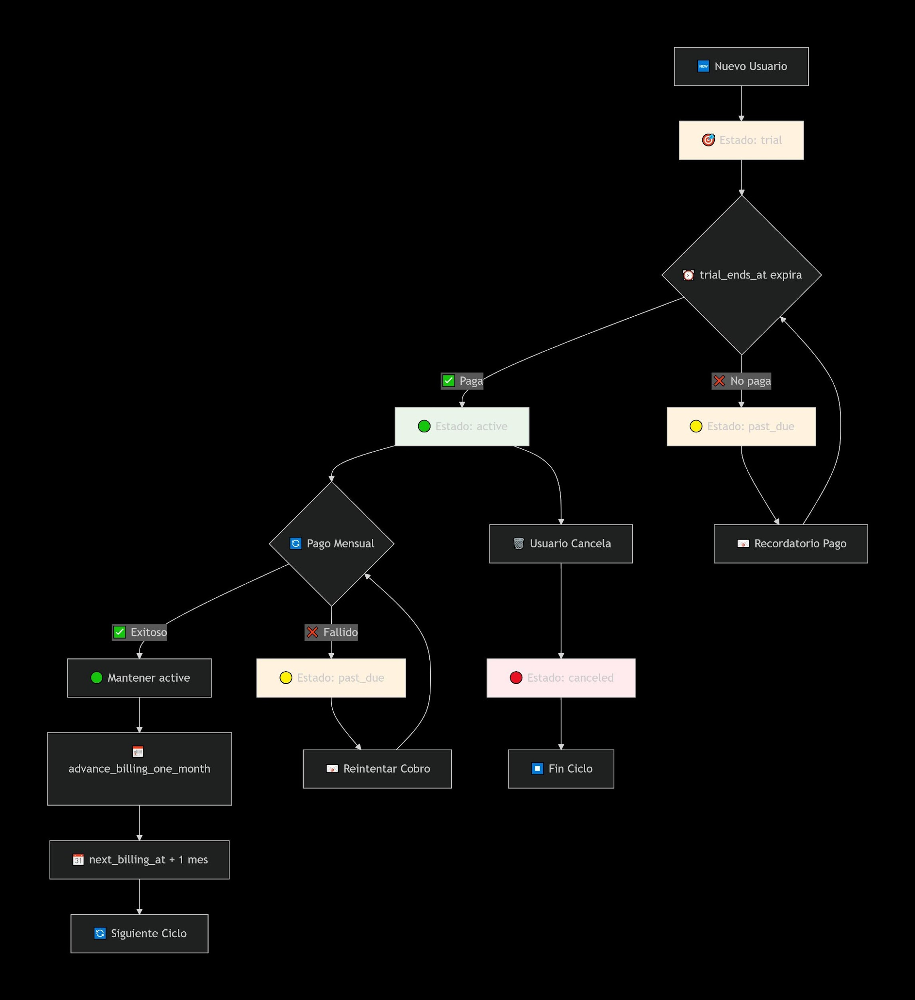 Nuevo Usuario
Estado: trial
trial_ends_at expira
Paga
No paga
Estado: active
Estado: past_due
Pago Mensual
Usuario Cancela
Recordatorio Pago
Exitoso
Fallido
Mantener active
Estado: past_due
Estado: canceled
advance_billing_one_month
Reintentar Cobro
Fin Ciclo
next_billing_at + 1 mes
Siguiente Ciclo